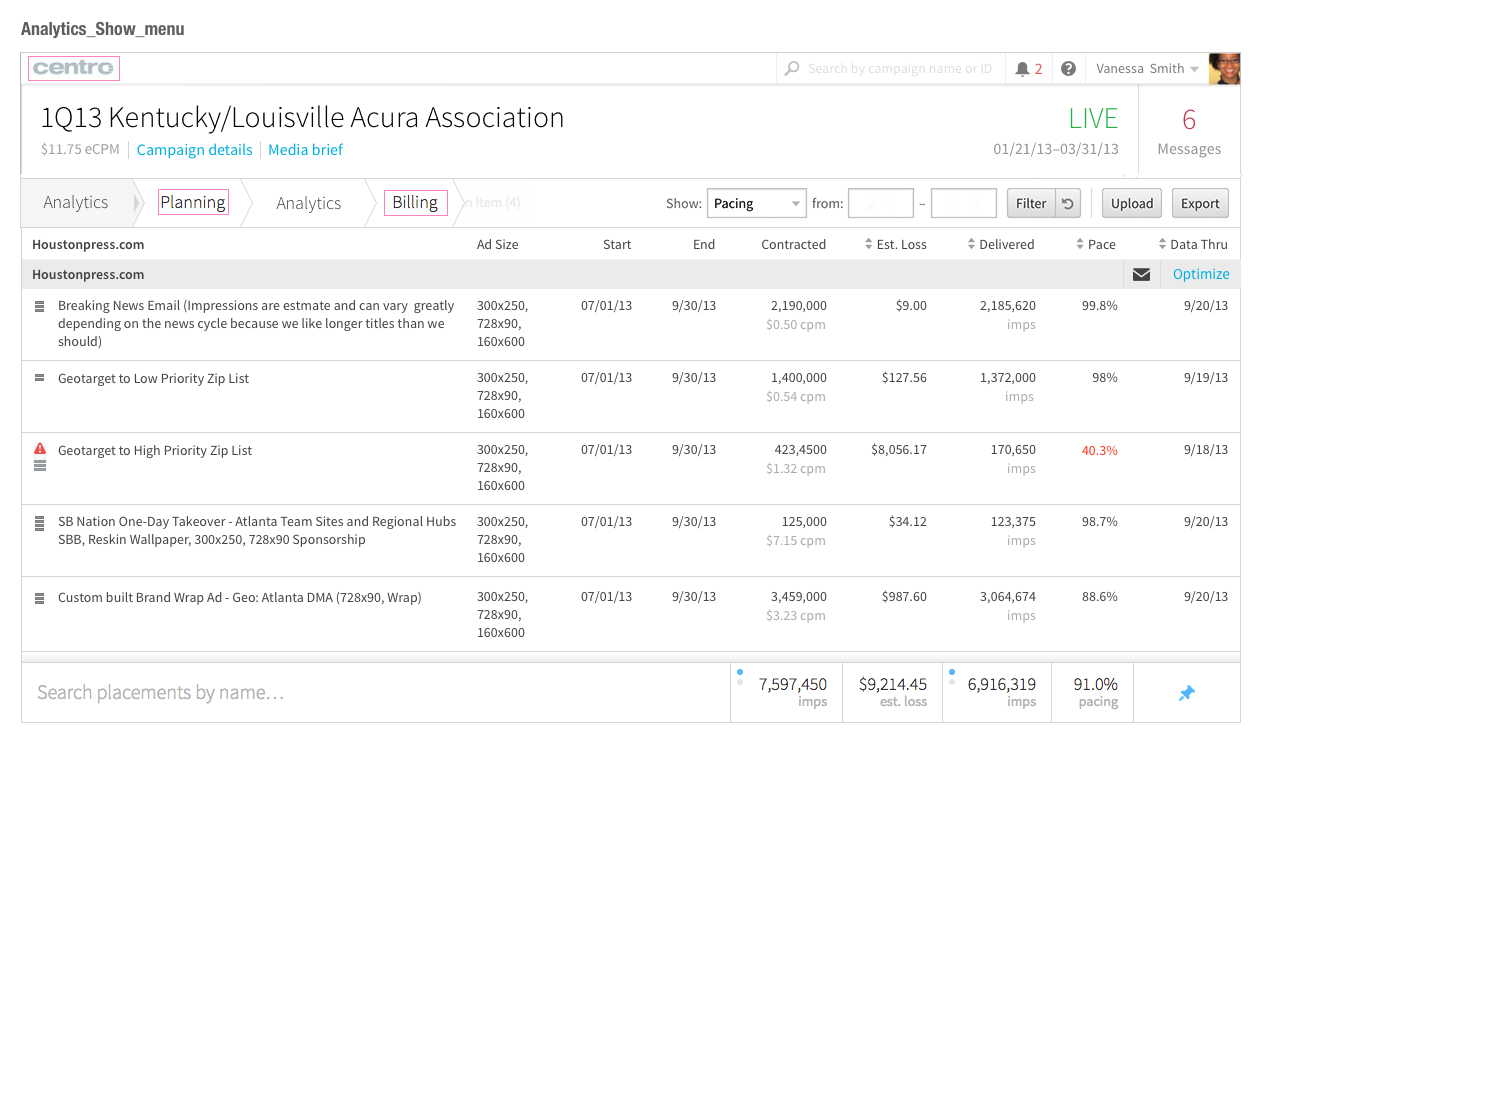 Analytics_Show_menu
centro
Search by campaign name or ID
2
?
Vanessa Smith
1Q13 Kentucky/Louisville Acura Association
LIVE
6
$11.75 eCPM
Campaign details
Media brief
01/21/13–03/31/13
Messages
Analytics
Planning
Analytics
Billing
n Item (4)
Show:
Pacing
from:
–
Filter
Upload
Export
Houstonpress.com
Ad Size
Start
End
Contracted
Est. Loss
Delivered
Pace
Data Thru
Houstonpress.com
Optimize
Breaking News Email (Impressions are estmate and can vary greatly
depending on the news cycle because we like longer titles than we
should)
300x250,
728x90,
160x600
07/01/13
9/30/13
2,190,000
$0.50 cpm
$9.00
2,185,620
imps
99.8%
9/20/13
Geotarget to Low Priority Zip List
300x250,
728x90,
160x600
07/01/13
9/30/13
1,400,000
$0.54 cpm
$127.56
1,372,000
imps
98%
9/19/13
Geotarget to High Priority Zip List
300x250,
728x90,
160x600
07/01/13
9/30/13
423,4500
$1.32 cpm
$8,056.17
170,650
imps
40.3%
9/18/13
SB Nation One-Day Takeover - Atlanta Team Sites and Regional Hubs
SBB, Reskin Wallpaper, 300x250, 728x90 Sponsorship
300x250,
728x90,
160x600
07/01/13
9/30/13
125,000
$7.15 cpm
$34.12
123,375
imps
98.7%
9/20/13
Custom built Brand Wrap Ad - Geo: Atlanta DMA (728x90, Wrap)
300x250,
728x90,
160x600
07/01/13
9/30/13
3,459,000
$3.23 cpm
$987.60
3,064,674
imps
88.6%
9/20/13
Search placements by name…
7,597,450
imps
$9,214.45
est. loss
6,916,319
imps
91.0%
pacing